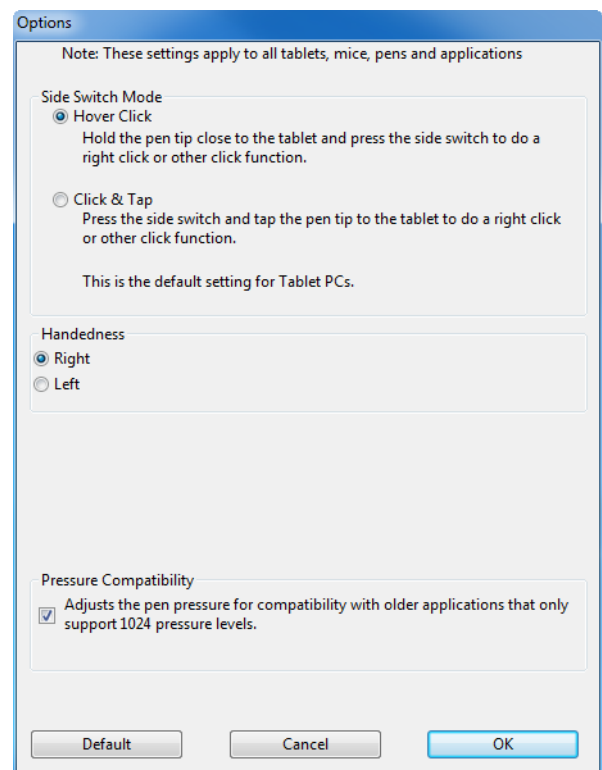 Options
Note: These settings apply to all tablets, mice, pens and applications
Side Switch Mode
Hover Click
Hold the pen tip close to the tablet and press the side switch to do a
right click or other click function.
Click & Tap
Press the side switch and tap the pen tip to the tablet to do a right click
or other click function.
This is the default setting for Tablet PCs.
Handedness
Right
Left
Pressure Compatibility
Adjusts the pen pressure for compatibility with older applications that only
support 1024 pressure levels.
Default Cancel OK